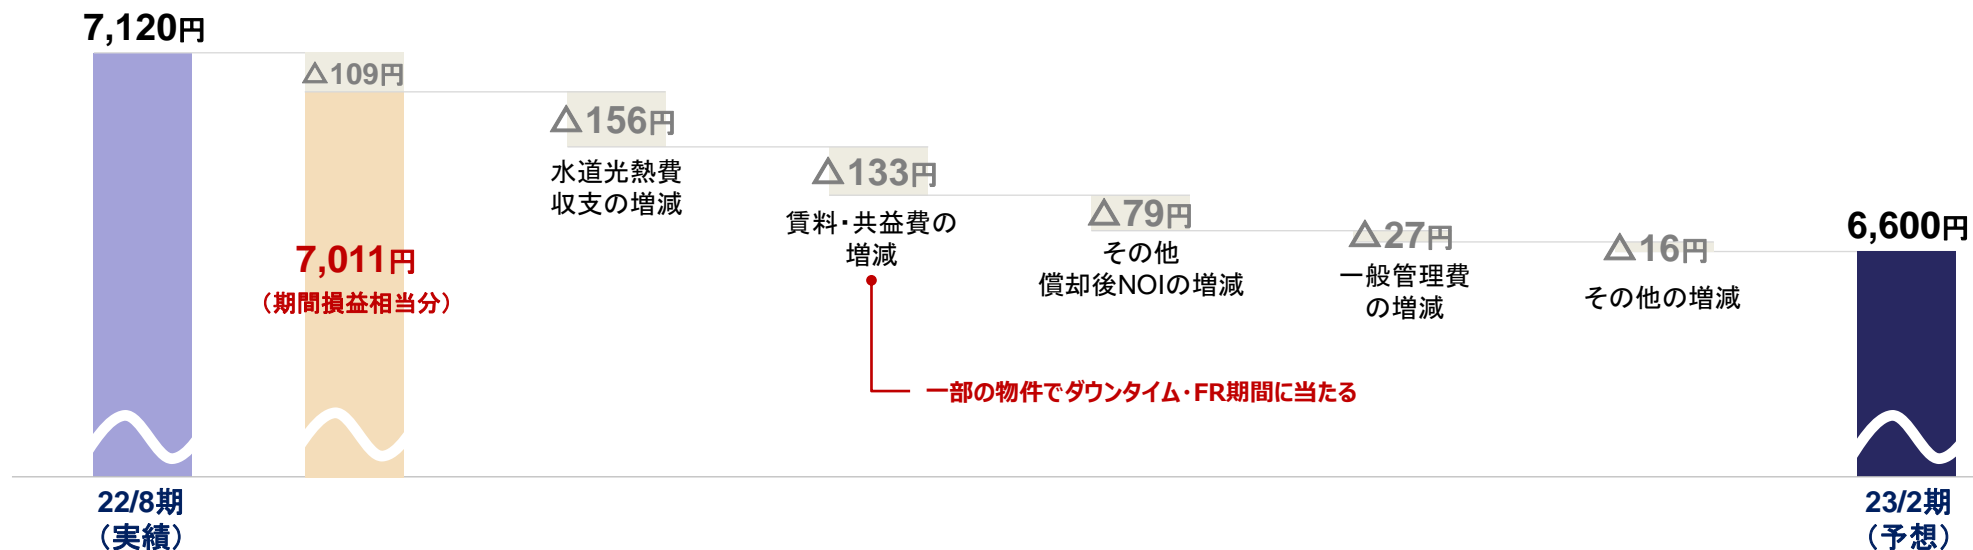 7,120円
△109円
7,011円
（期間損益相当分）
△156円
水道光熱費
収支の増減
△133円
賃料・共益費の
増減
一部の物件でダウンタイム・FR期間に当たる
△79円
その他
償却後NOIの増減
△27円
一般管理費
の増減
△16円
その他の増減
6,600円
22/8期
（実績）
23/2期
（予想）